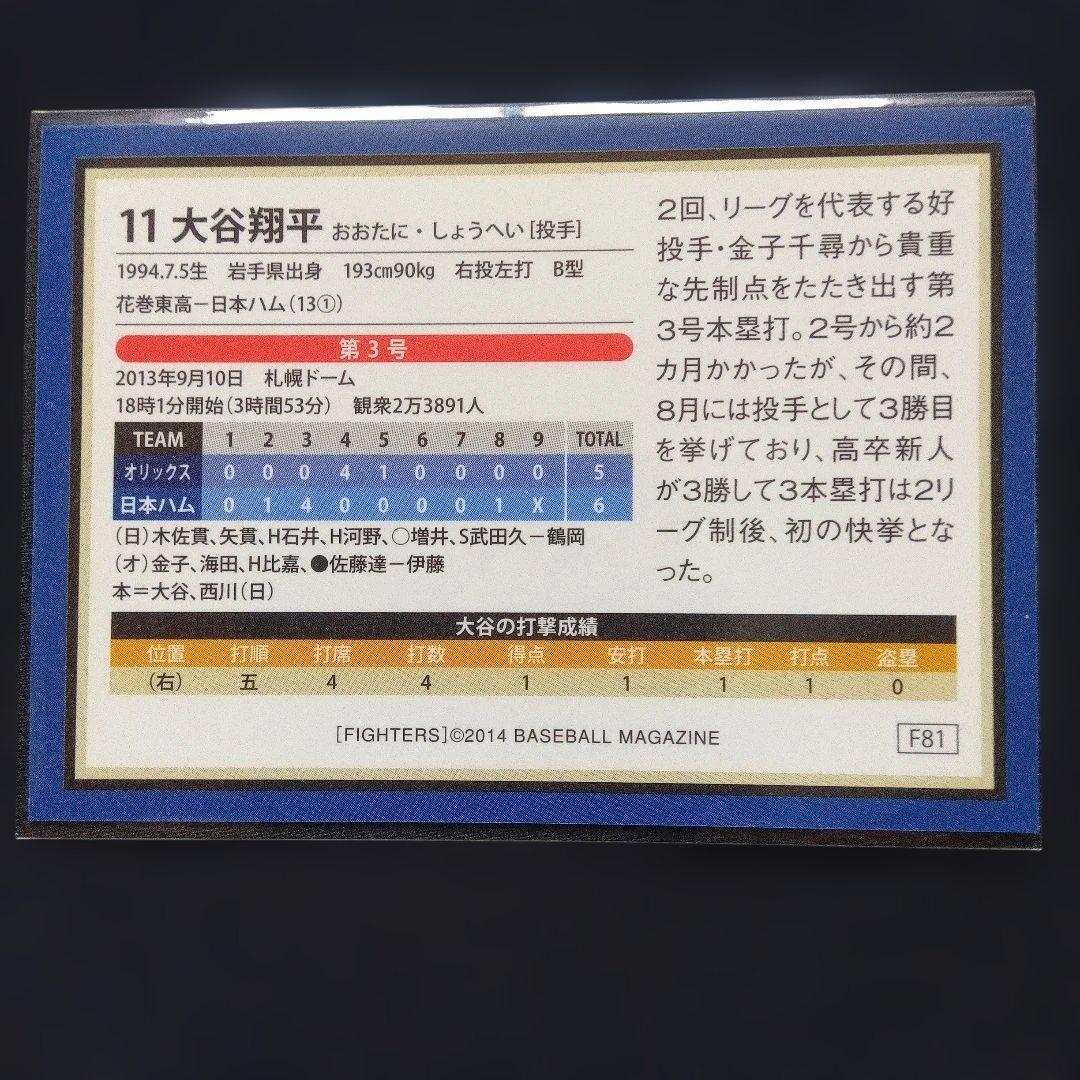 11 大谷翔平 おおたに・しょうへい[投手]
1994.7.5生 岩手県出身 193cm90kg 右投左打 B型
花巻東高－日本ハム(13①)
第3号
2013年9月10日 札幌ドーム
18時1分開始(3時間53分) 観衆2万3891人
TEAM 1 2 3 4 5 6 7 8 9 TOTAL
オリックス 0 0 0 4 1 0 0 0 0 5
日本ハム 0 1 4 0 0 0 0 1 X 6
(日)木佐貫、矢貫、H石井、H河野、○増井、S武田久－鶴岡
(オ)金子、海田、H比嘉、●佐藤達－伊藤
本＝大谷、西川(日)
2回、リーグを代表する好
投手・金子千尋から貴重
な先制点をたたき出す第
3号本塁打。2号から約2
カ月かかったが、その間、
8月には投手として3勝目
を挙げており、高卒新人
が3勝して3本塁打は2リ
ーグ制後、初の快挙とな
った。
大谷の打撃成績
位置 打順 打席 打数 得点 安打 本塁打 打点 盗塁
(右) 五 4 4 1 1 1 1 0
[FIGHTERS]©2014 BASEBALL MAGAZINE
F81